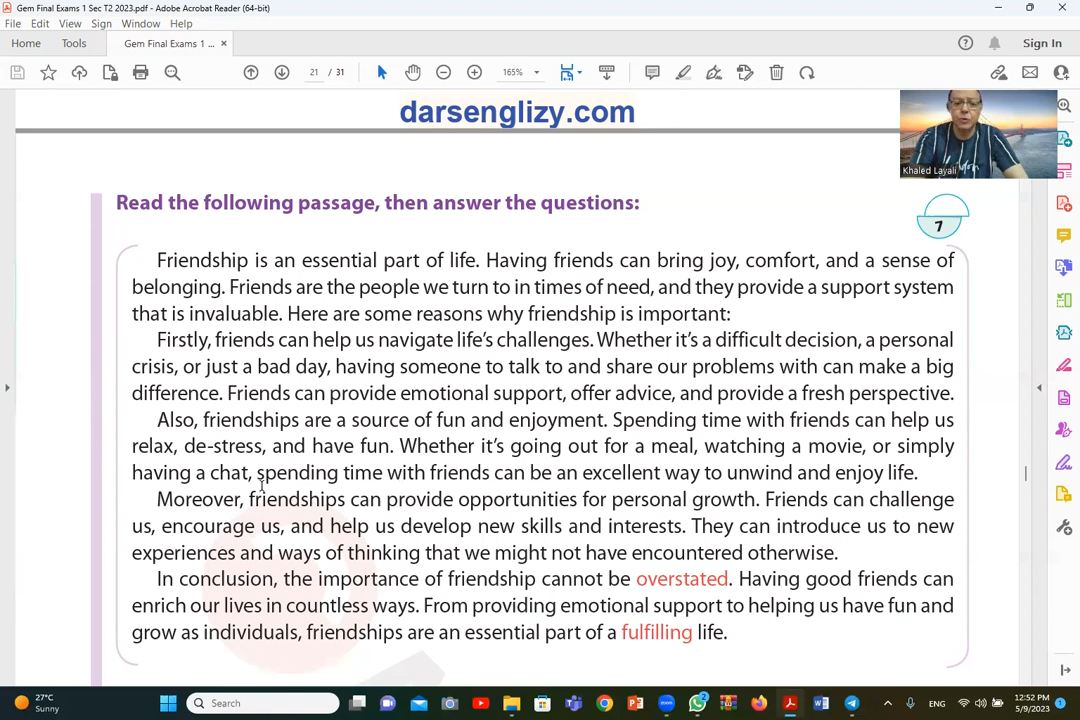 Gem Final Exams 1 Sec T2 2023.pdf - Adobe Acrobat Reader (64-bit)
File Edit View Sign Window Help
Home Tools Gem Final Exams 1 ... × Sign In
21 / 31 165%
darsenglizy.com
Khaled Layali
Read the following passage, then answer the questions:
7
Friendship is an essential part of life. Having friends can bring joy, comfort, and a sense of
belonging. Friends are the people we turn to in times of need, and they provide a support system
that is invaluable. Here are some reasons why friendship is important:
Firstly, friends can help us navigate life's challenges. Whether it's a difficult decision, a personal
crisis, or just a bad day, having someone to talk to and share our problems with can make a big
difference. Friends can provide emotional support, offer advice, and provide a fresh perspective.
Also, friendships are a source of fun and enjoyment. Spending time with friends can help us
relax, de-stress, and have fun. Whether it's going out for a meal, watching a movie, or simply
having a chat, spending time with friends can be an excellent way to unwind and enjoy life.
Moreover, friendships can provide opportunities for personal growth. Friends can challenge
us, encourage us, and help us develop new skills and interests. They can introduce us to new
experiences and ways of thinking that we might not have encountered otherwise.
In conclusion, the importance of friendship cannot be overstated. Having good friends can
enrich our lives in countless ways. From providing emotional support to helping us have fun and
grow as individuals, friendships are an essential part of a fulfilling life.
27°C
Sunny
Search
2
ENG
12:52 PM
5/9/2023